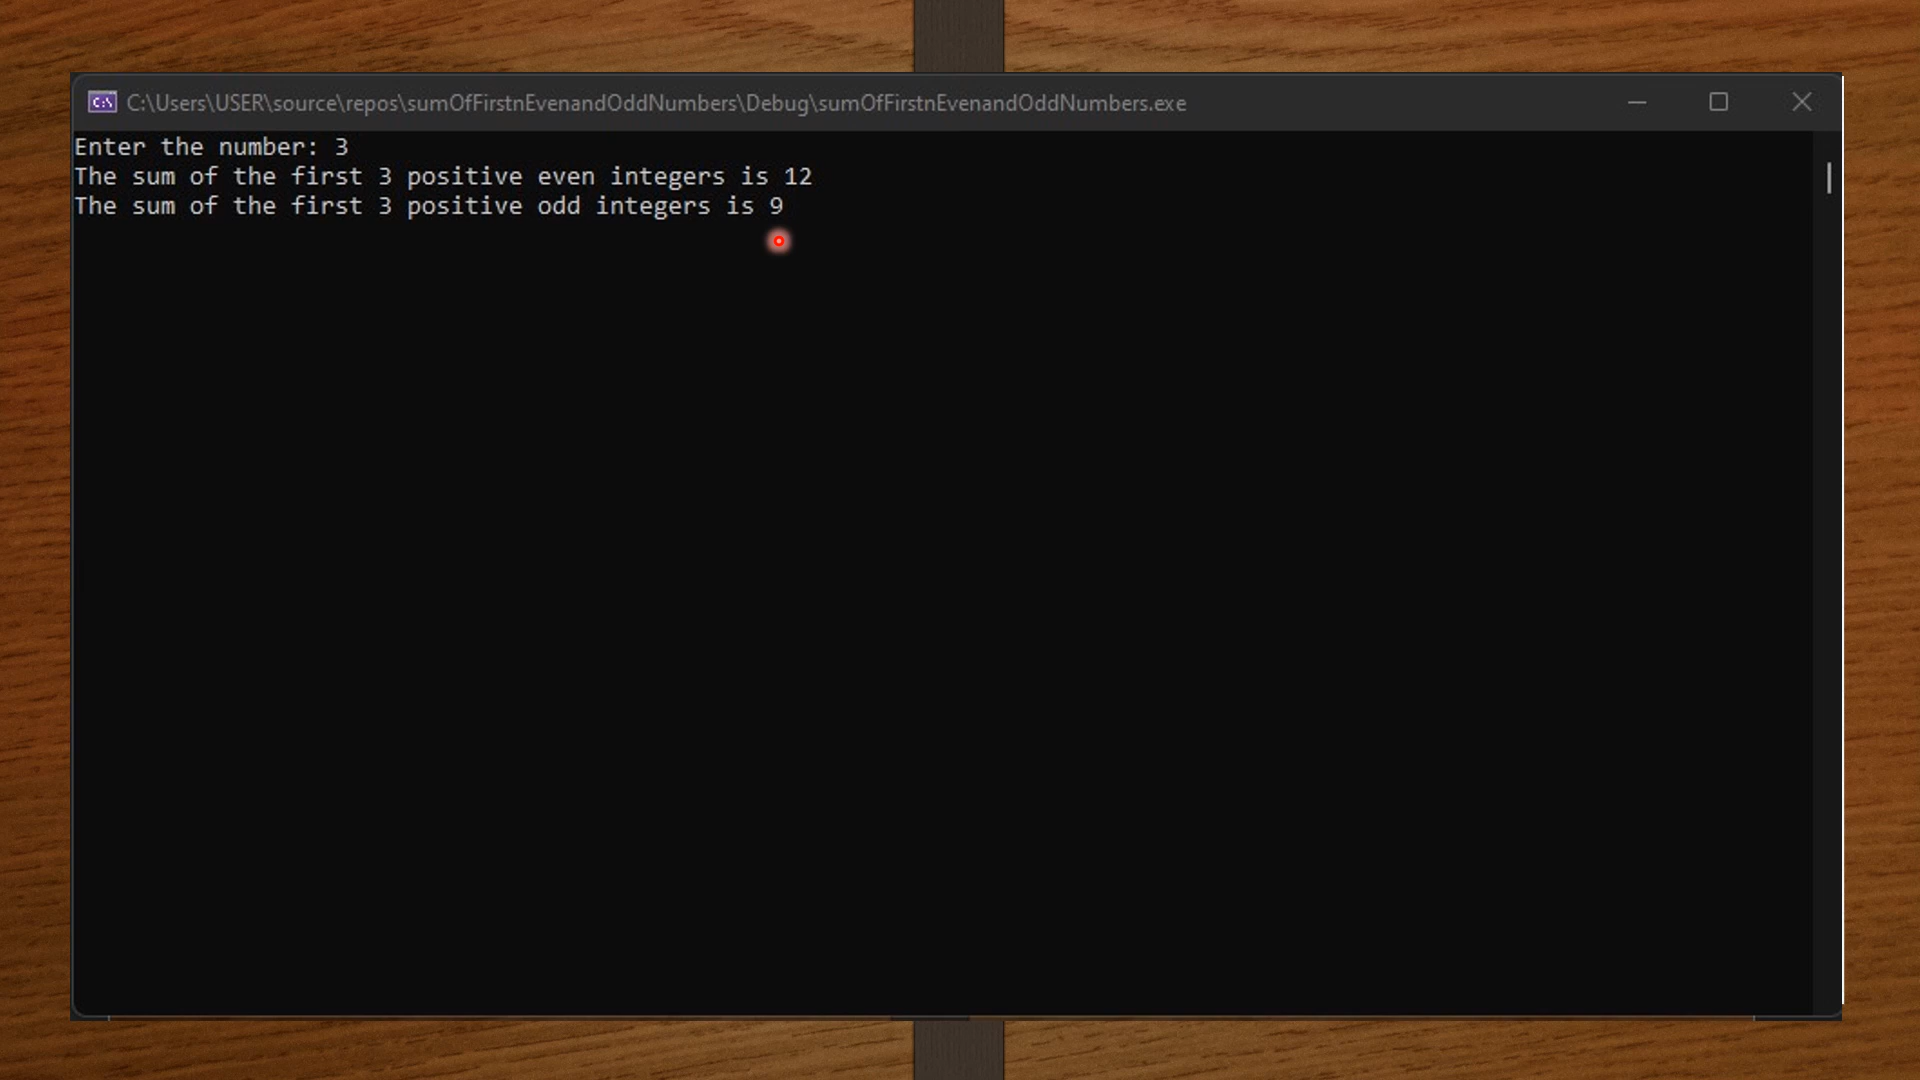 C:\Users\USER\source\repos\sumOfFirstnEvenandOddNumbers\Debug\sumOfFirstnEvenandOddNumbers.exe
Enter the number: 3
The sum of the first 3 positive even integers is 12
The sum of the first 3 positive odd integers is 9